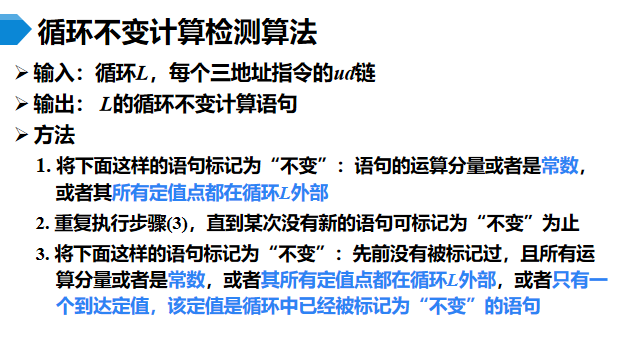 循环不变计算检测算法
➢ 输入：循环L，每个三地址指令的ud链
➢ 输出： L的循环不变计算语句
➢ 方法
1. 将下面这样的语句标记为“不变”：语句的运算分量或者是常数，
或者其所有定值点都在循环L外部
2. 重复执行步骤(3)，直到某次没有新的语句可标记为“不变”为止
3. 将下面这样的语句标记为“不变”：先前没有被标记过，且所有运
算分量或者是常数，或者其所有定值点都在循环L外部，或者只有一
个到达定值，该定值是循环中已经被标记为“不变”的语句